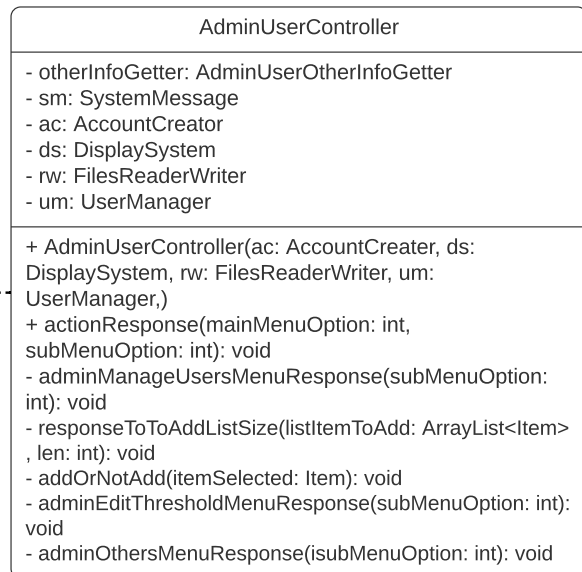 AdminUserController
- otherInfoGetter: AdminUserOtherInfoGetter
- sm: SystemMessage
- ac: AccountCreator
- ds: DisplaySystem
- rw: FilesReaderWriter
- um: UserManager
+ AdminUserController(ac: AccountCreater, ds:
DisplaySystem, rw: FilesReaderWriter, um:
UserManager,)
+ actionResponse(mainMenuOption: int,
subMenuOption: int): void
- adminManageUsersMenuResponse(subMenuOption:
int): void
- responseToToAddListSize(listItemToAdd: ArrayList<Item>
, len: int): void
- addOrNotAdd(itemSelected: Item): void
- adminEditThresholdMenuResponse(subMenuOption: int):
void
- adminOthersMenuResponse(isubMenuOption: int): void